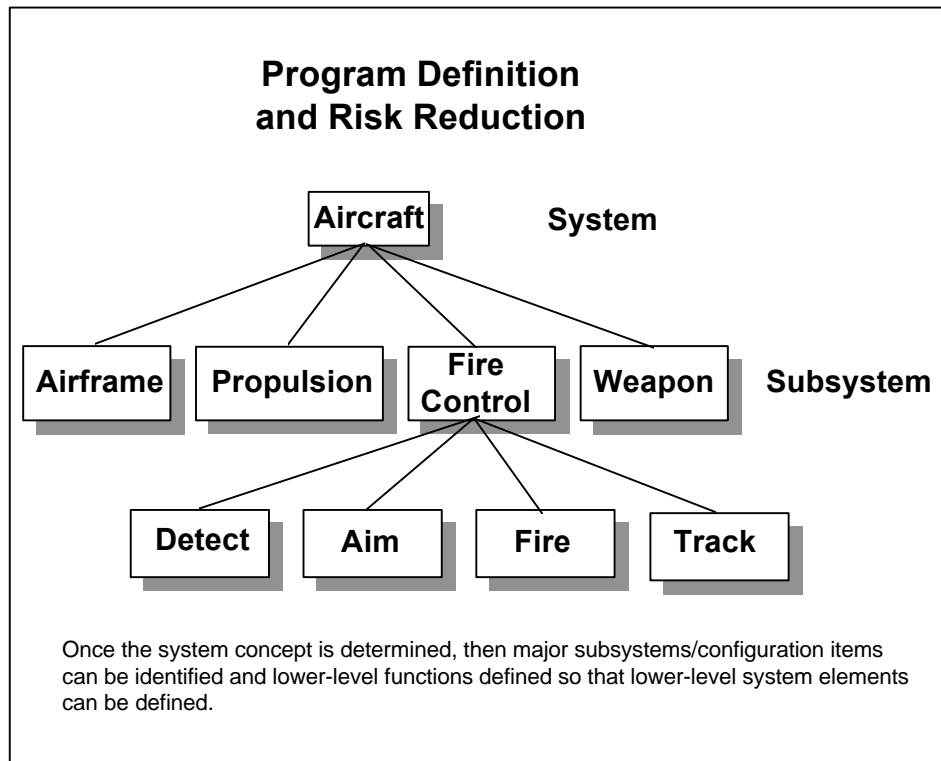 Program Definition
and Risk Reduction
Aircraft
System
Airframe
Propulsion
Fire
Control
Weapon
Subsystem
Detect
Aim
Fire
Track
Once the system concept is determined, then major subsystems/configuration items
can be identified and lower-level functions defined so that lower-level system elements
can be defined.